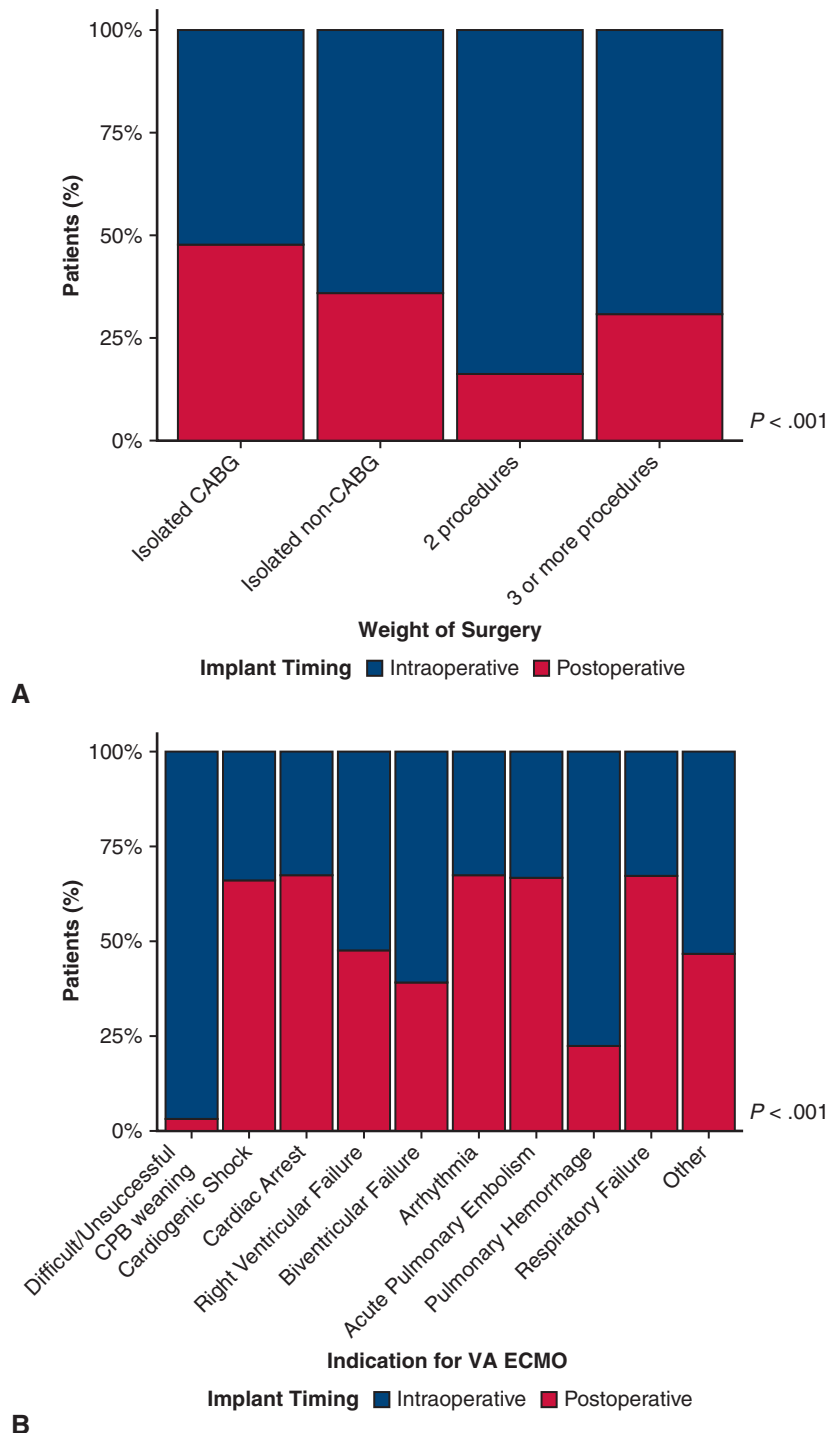 100%
75%
50%
25%
0%
Patients (%)
P < .001
Isolated CABG
Isolated non-CABG
2 procedures
3 or more procedures
Weight of Surgery
Implant Timing Intraoperative Postoperative
A
100%
75%
50%
25%
0%
Patients (%)
P < .001
Difficult/Unsuccessful
CPB weaning
Cardiogenic Shock
Cardiac Arrest
Right Ventricular Failure
Biventricular Failure
Arrhythmia
Acute Pulmonary Embolism
Pulmonary Hemorrhage
Respiratory Failure
Other
Indication for VA ECMO
Implant Timing Intraoperative Postoperative
B